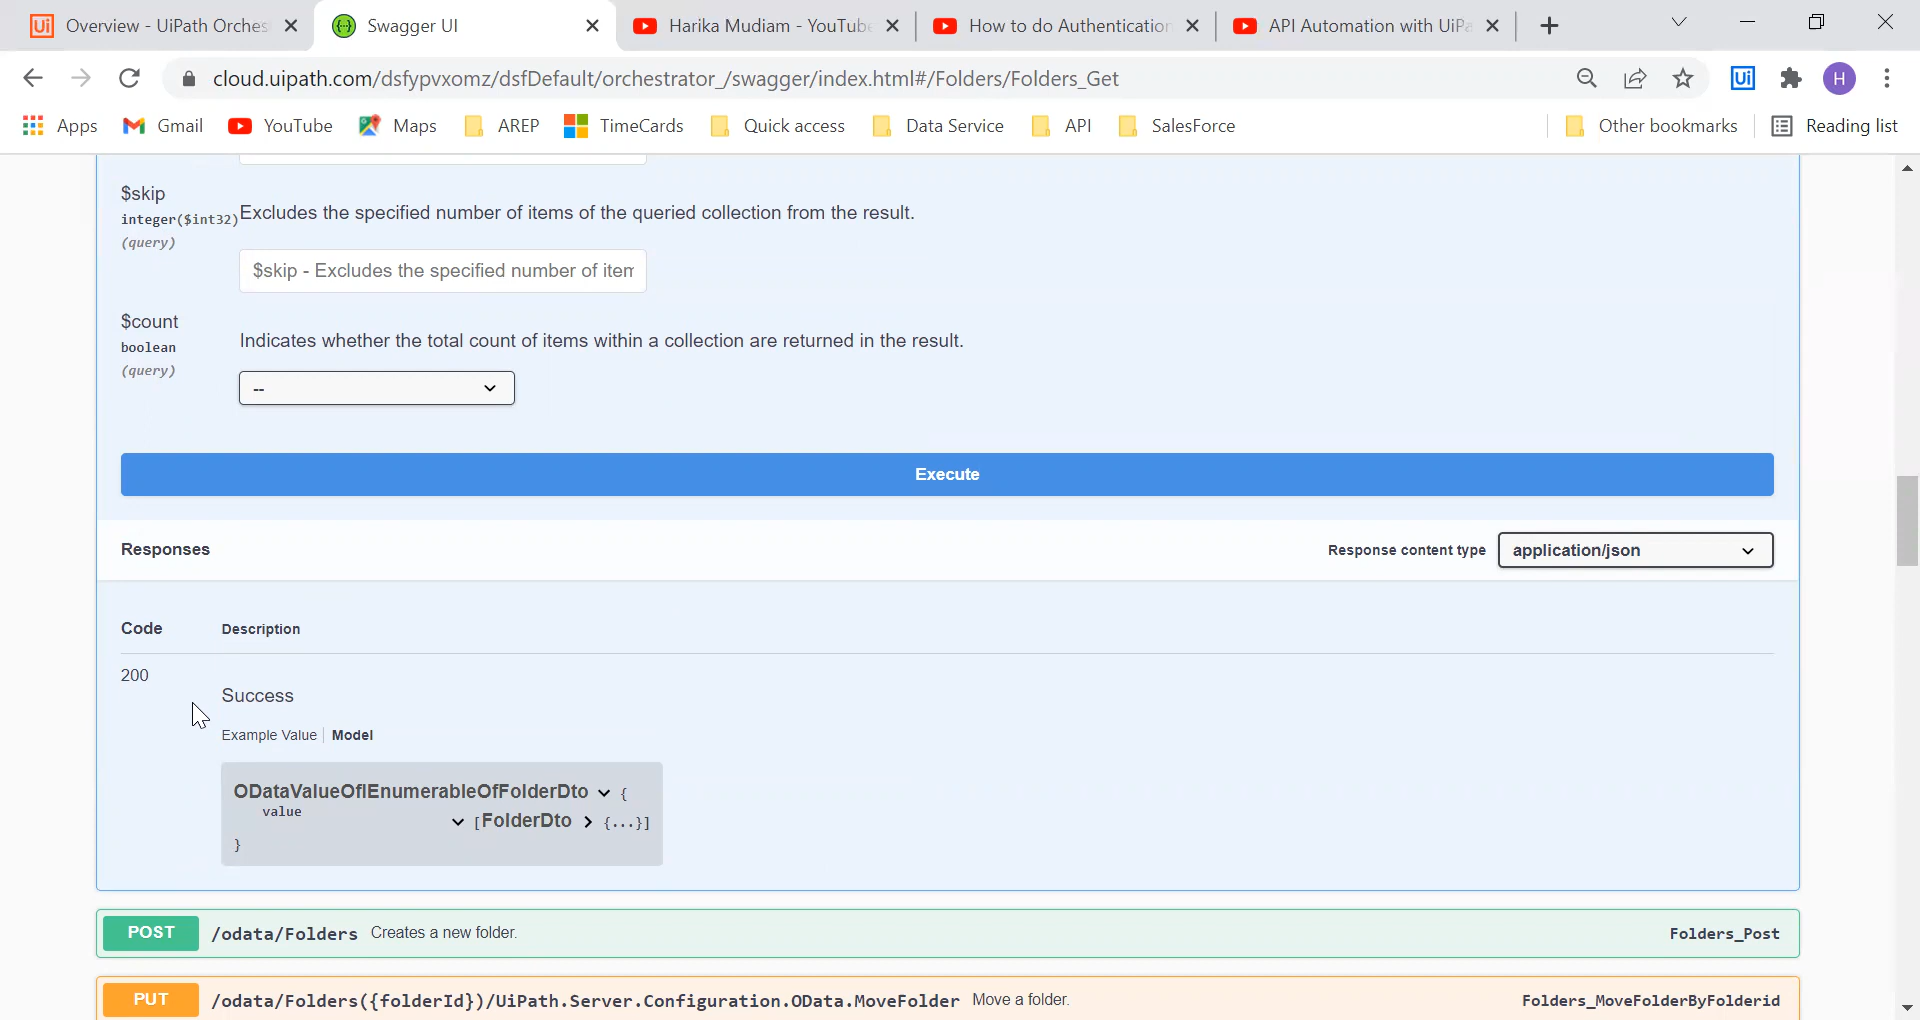 Overview - UiPath Orches
Swagger UI
Harika Mudiam - YouTube
How to do Authentication
API Automation with UiPa
cloud.uipath.com/dsfypvxomz/dsfDefault/orchestrator_/swagger/index.html#/Folders/Folders_Get
Ui
H
Apps
Gmail
YouTube
Maps
AREP
TimeCards
Quick access
Data Service
API
SalesForce
Other bookmarks
Reading list
$skip
integer($int32)
(query)
Excludes the specified number of items of the queried collection from the result.
$skip - Excludes the specified number of item
$count
boolean
(query)
Indicates whether the total count of items within a collection are returned in the result.
--
Execute
Responses
Response content type
application/json
Code
Description
200
Success
Example Value
Model
ODataValueOfIEnumerableOfFolderDto {
value
[FolderDto > {...}]
}
POST /odata/Folders Creates a new folder. Folders_Post
PUT /odata/Folders({folderId})/UiPath.Server.Configuration.OData.MoveFolder Move a folder. Folders_MoveFolderByFolderid